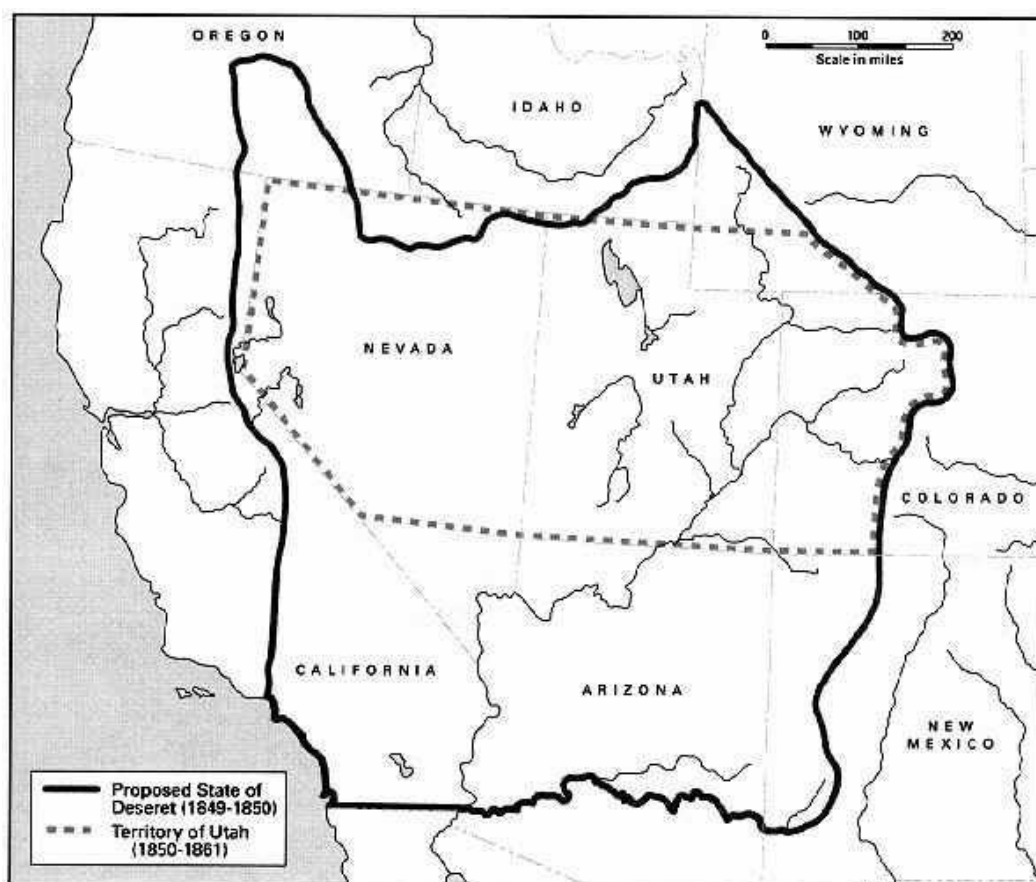 OREGON
0 100 200
Scale in miles
IDAHO
WYOMING
NEVADA
UTAH
COLORADO
CALIFORNIA
ARIZONA
NEW
MEXICO
Proposed State of
Deseret (1849-1850)
Territory of Utah
(1850-1861)